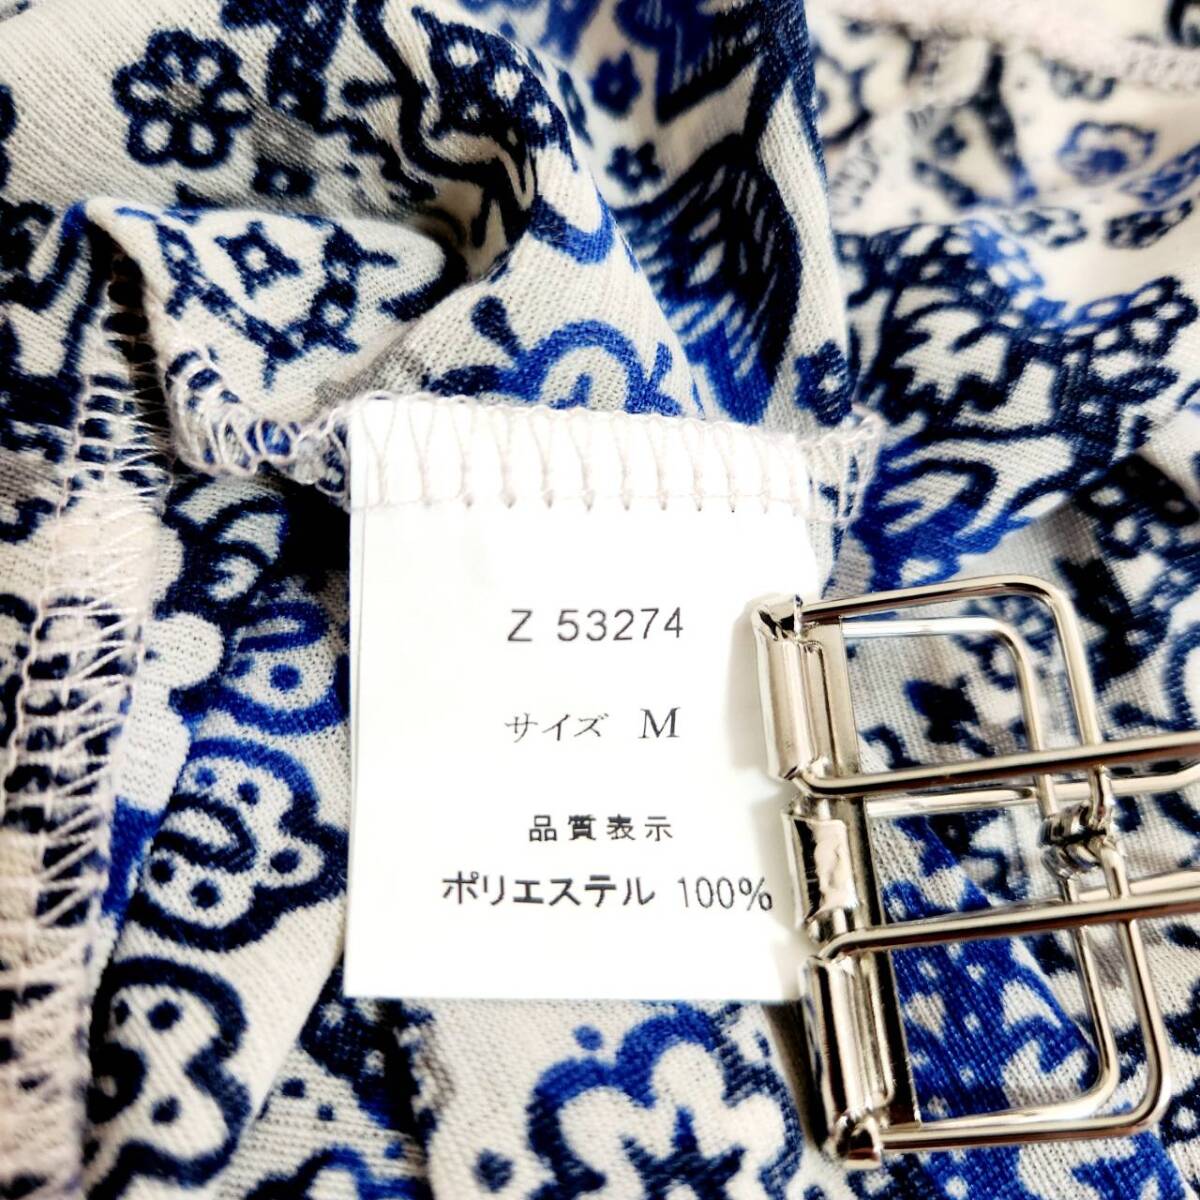 Z 53274
サイズ M
品質表示
ポリエステル 100%